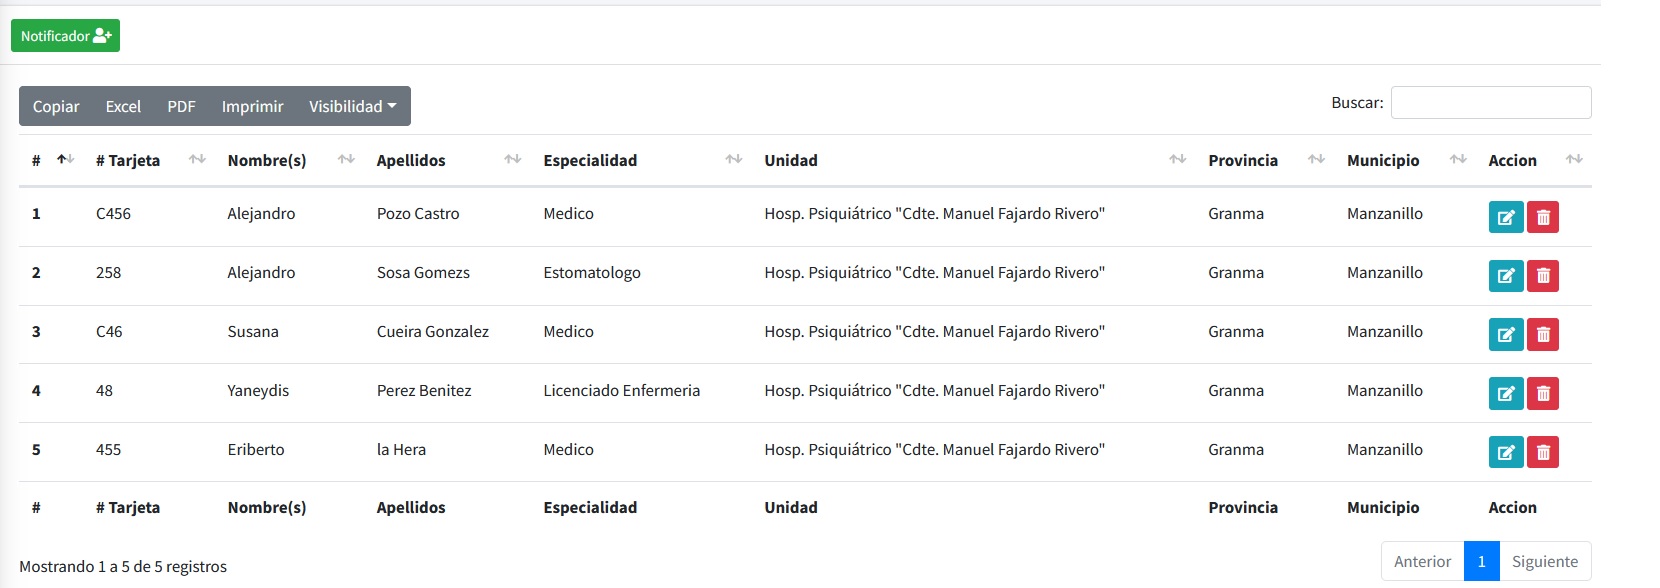 Notificador
Copiar Excel PDF Imprimir Visibilidad
Buscar:
# # Tarjeta Nombre(s) Apellidos Especialidad Unidad Provincia Municipio Accion
1 C456 Alejandro Pozo Castro Medico Hosp. Psiquiátrico "Cdte. Manuel Fajardo Rivero" Granma Manzanillo
2 258 Alejandro Sosa Gomezs Estomatologo Hosp. Psiquiátrico "Cdte. Manuel Fajardo Rivero" Granma Manzanillo
3 C46 Susana Cueira Gonzalez Medico Hosp. Psiquiátrico "Cdte. Manuel Fajardo Rivero" Granma Manzanillo
4 48 Yaneydis Perez Benitez Licenciado Enfermeria Hosp. Psiquiátrico "Cdte. Manuel Fajardo Rivero" Granma Manzanillo
5 455 Eriberto la Hera Medico Hosp. Psiquiátrico "Cdte. Manuel Fajardo Rivero" Granma Manzanillo
# # Tarjeta Nombre(s) Apellidos Especialidad Unidad Provincia Municipio Accion
Mostrando 1 a 5 de 5 registros
Anterior 1 Siguiente